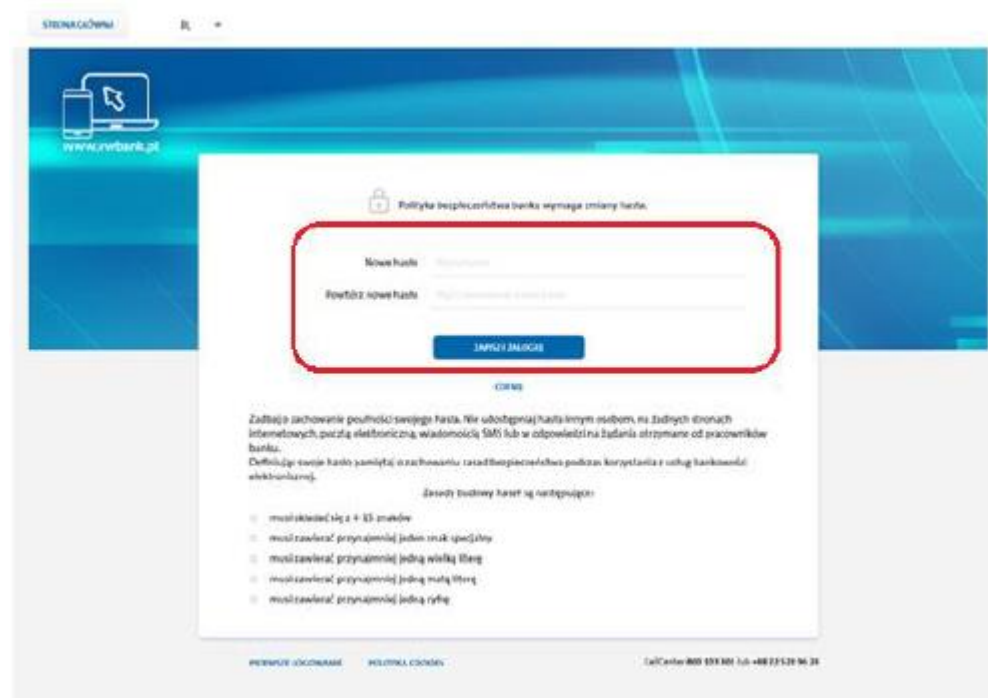 STRONA GŁÓWNA
Polityka bezpieczeństwa banku wymaga zmiany hasła.
Nowe hasło
Powtórz nowe hasło
ZAPISZ I ZALOGUJ
COFNIJ
Zadbaj o zachowanie poufności swojego hasła. Nie udostępniaj hasła innym osobom, na żadnych stronach
internetowych, pocztą elektroniczną, wiadomością SMS lub w odpowiedzi na żądania otrzymane od pracowników
banku.
Definiując swoje hasło pamiętaj o zachowaniu zasad bezpieczeństwa podczas korzystania z usług bankowości
elektronicznej.
Zasady budowy haseł są następujące:
musi składać się z znaków
musi zawierać przynajmniej jeden znak specjalny
musi zawierać przynajmniej jedną wielką literę
musi zawierać przynajmniej jedną małą literę
musi zawierać przynajmniej jedną cyfrę
PIERWSZE LOGOWANIE POLITYKA COOKIES
CallCenter lub